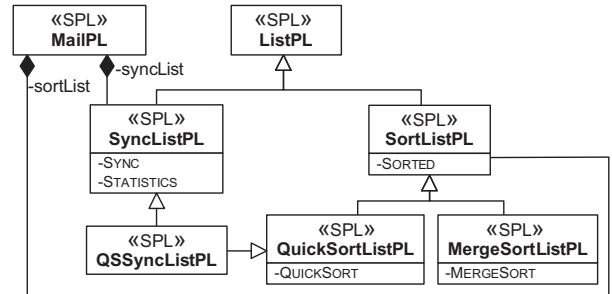 «SPL»
MailPL
«SPL»
ListPL
-syncList
-sortList
«SPL»
SyncListPL
-SYNC
-STATISTICS
«SPL»
SortListPL
-SORTED
«SPL»
QSSyncListPL
«SPL»
QuickSortListPL
-QUICKSORT
«SPL»
MergeSortListPL
-MERGESORT